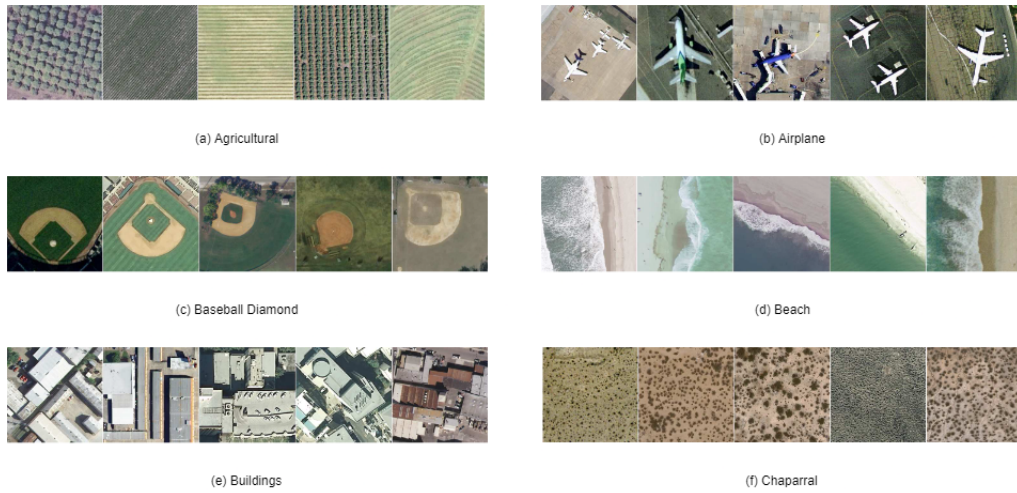 (a) Agricultural
(b) Airplane
(c) Baseball Diamond
(d) Beach
(e) Buildings
(f) Chaparral